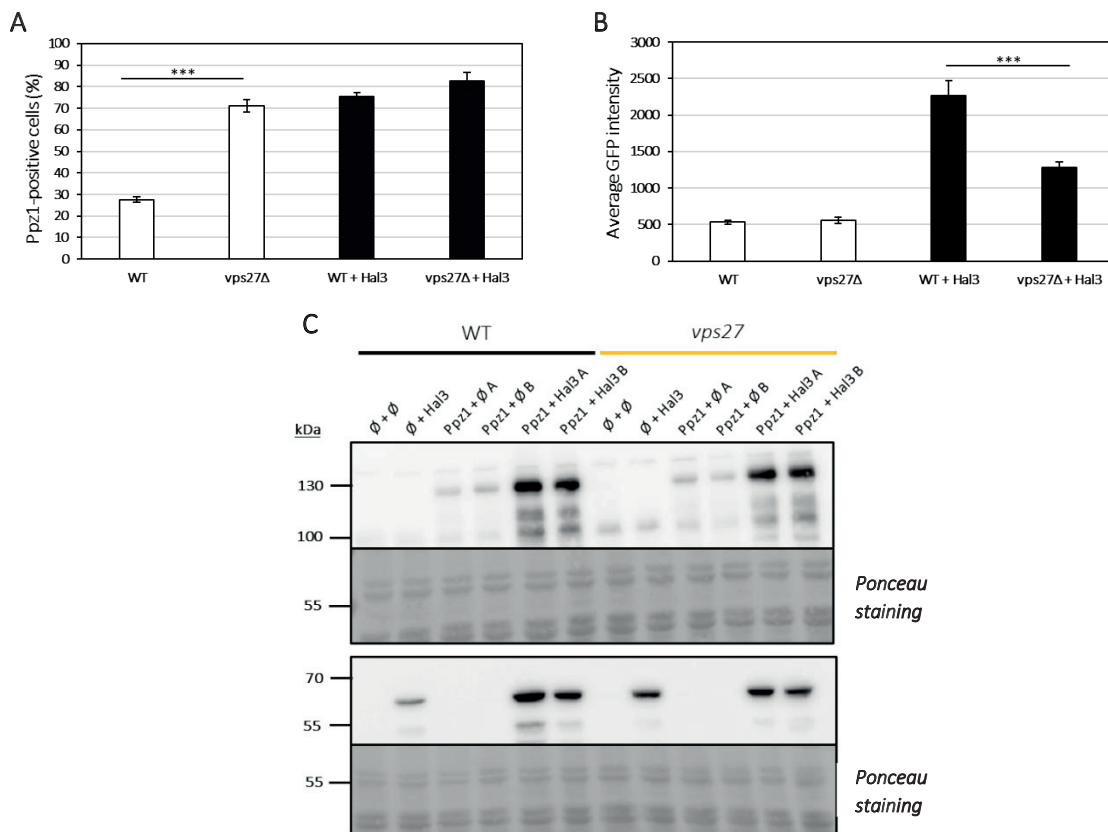 A
Ppz1-positive cells (%)
100
90
80
70
60
50
40
30
20
10
0
***
WT
vps27Δ
WT + Hal3
vps27Δ + Hal3
B
Average GFP intensity
3000
2500
2000
1500
1000
500
0
***
WT
vps27Δ
WT + Hal3
vps27Δ + Hal3
C
WT
vps27
kDa
Ø + Ø
Ø + Hal3
Ppz1 + Ø A
Ppz1 + Ø B
Ppz1 + Hal3 A
Ppz1 + Hal3 B
Ø + Ø
Ø + Hal3
Ppz1 + Ø A
Ppz1 + Ø B
Ppz1 + Hal3 A
Ppz1 + Hal3 B
130
100
55
Ponceau
staining
70
55
55
Ponceau
staining